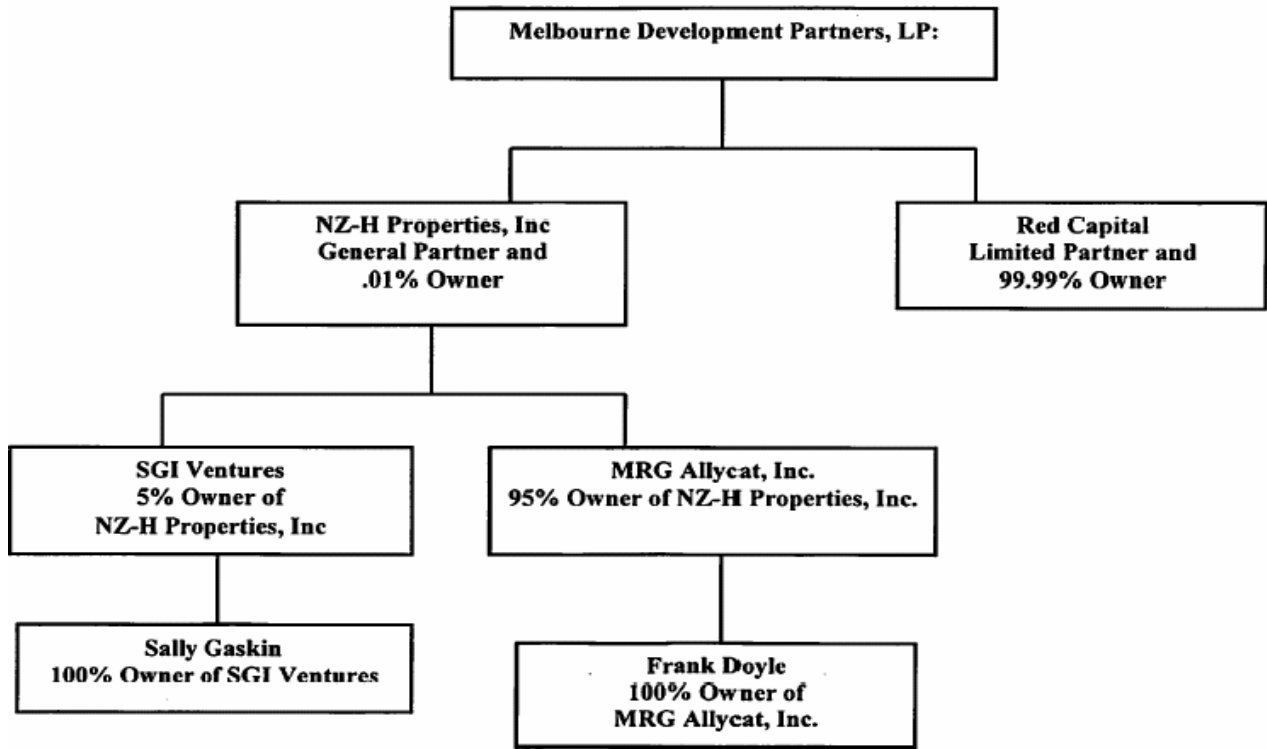 Melbourne Development Partners, LP:
NZ-H Properties, Inc
General Partner and
.01% Owner
Red Capital
Limited Partner and
99.99% Owner
SGI Ventures
5% Owner of
NZ-H Properties, Inc
MRG Allycat, Inc.
95% Owner of NZ-H Properties, Inc.
Sally Gaskin
100% Owner of SGI Ventures
Frank Doyle
100% Owner of
MRG Allycat, Inc.